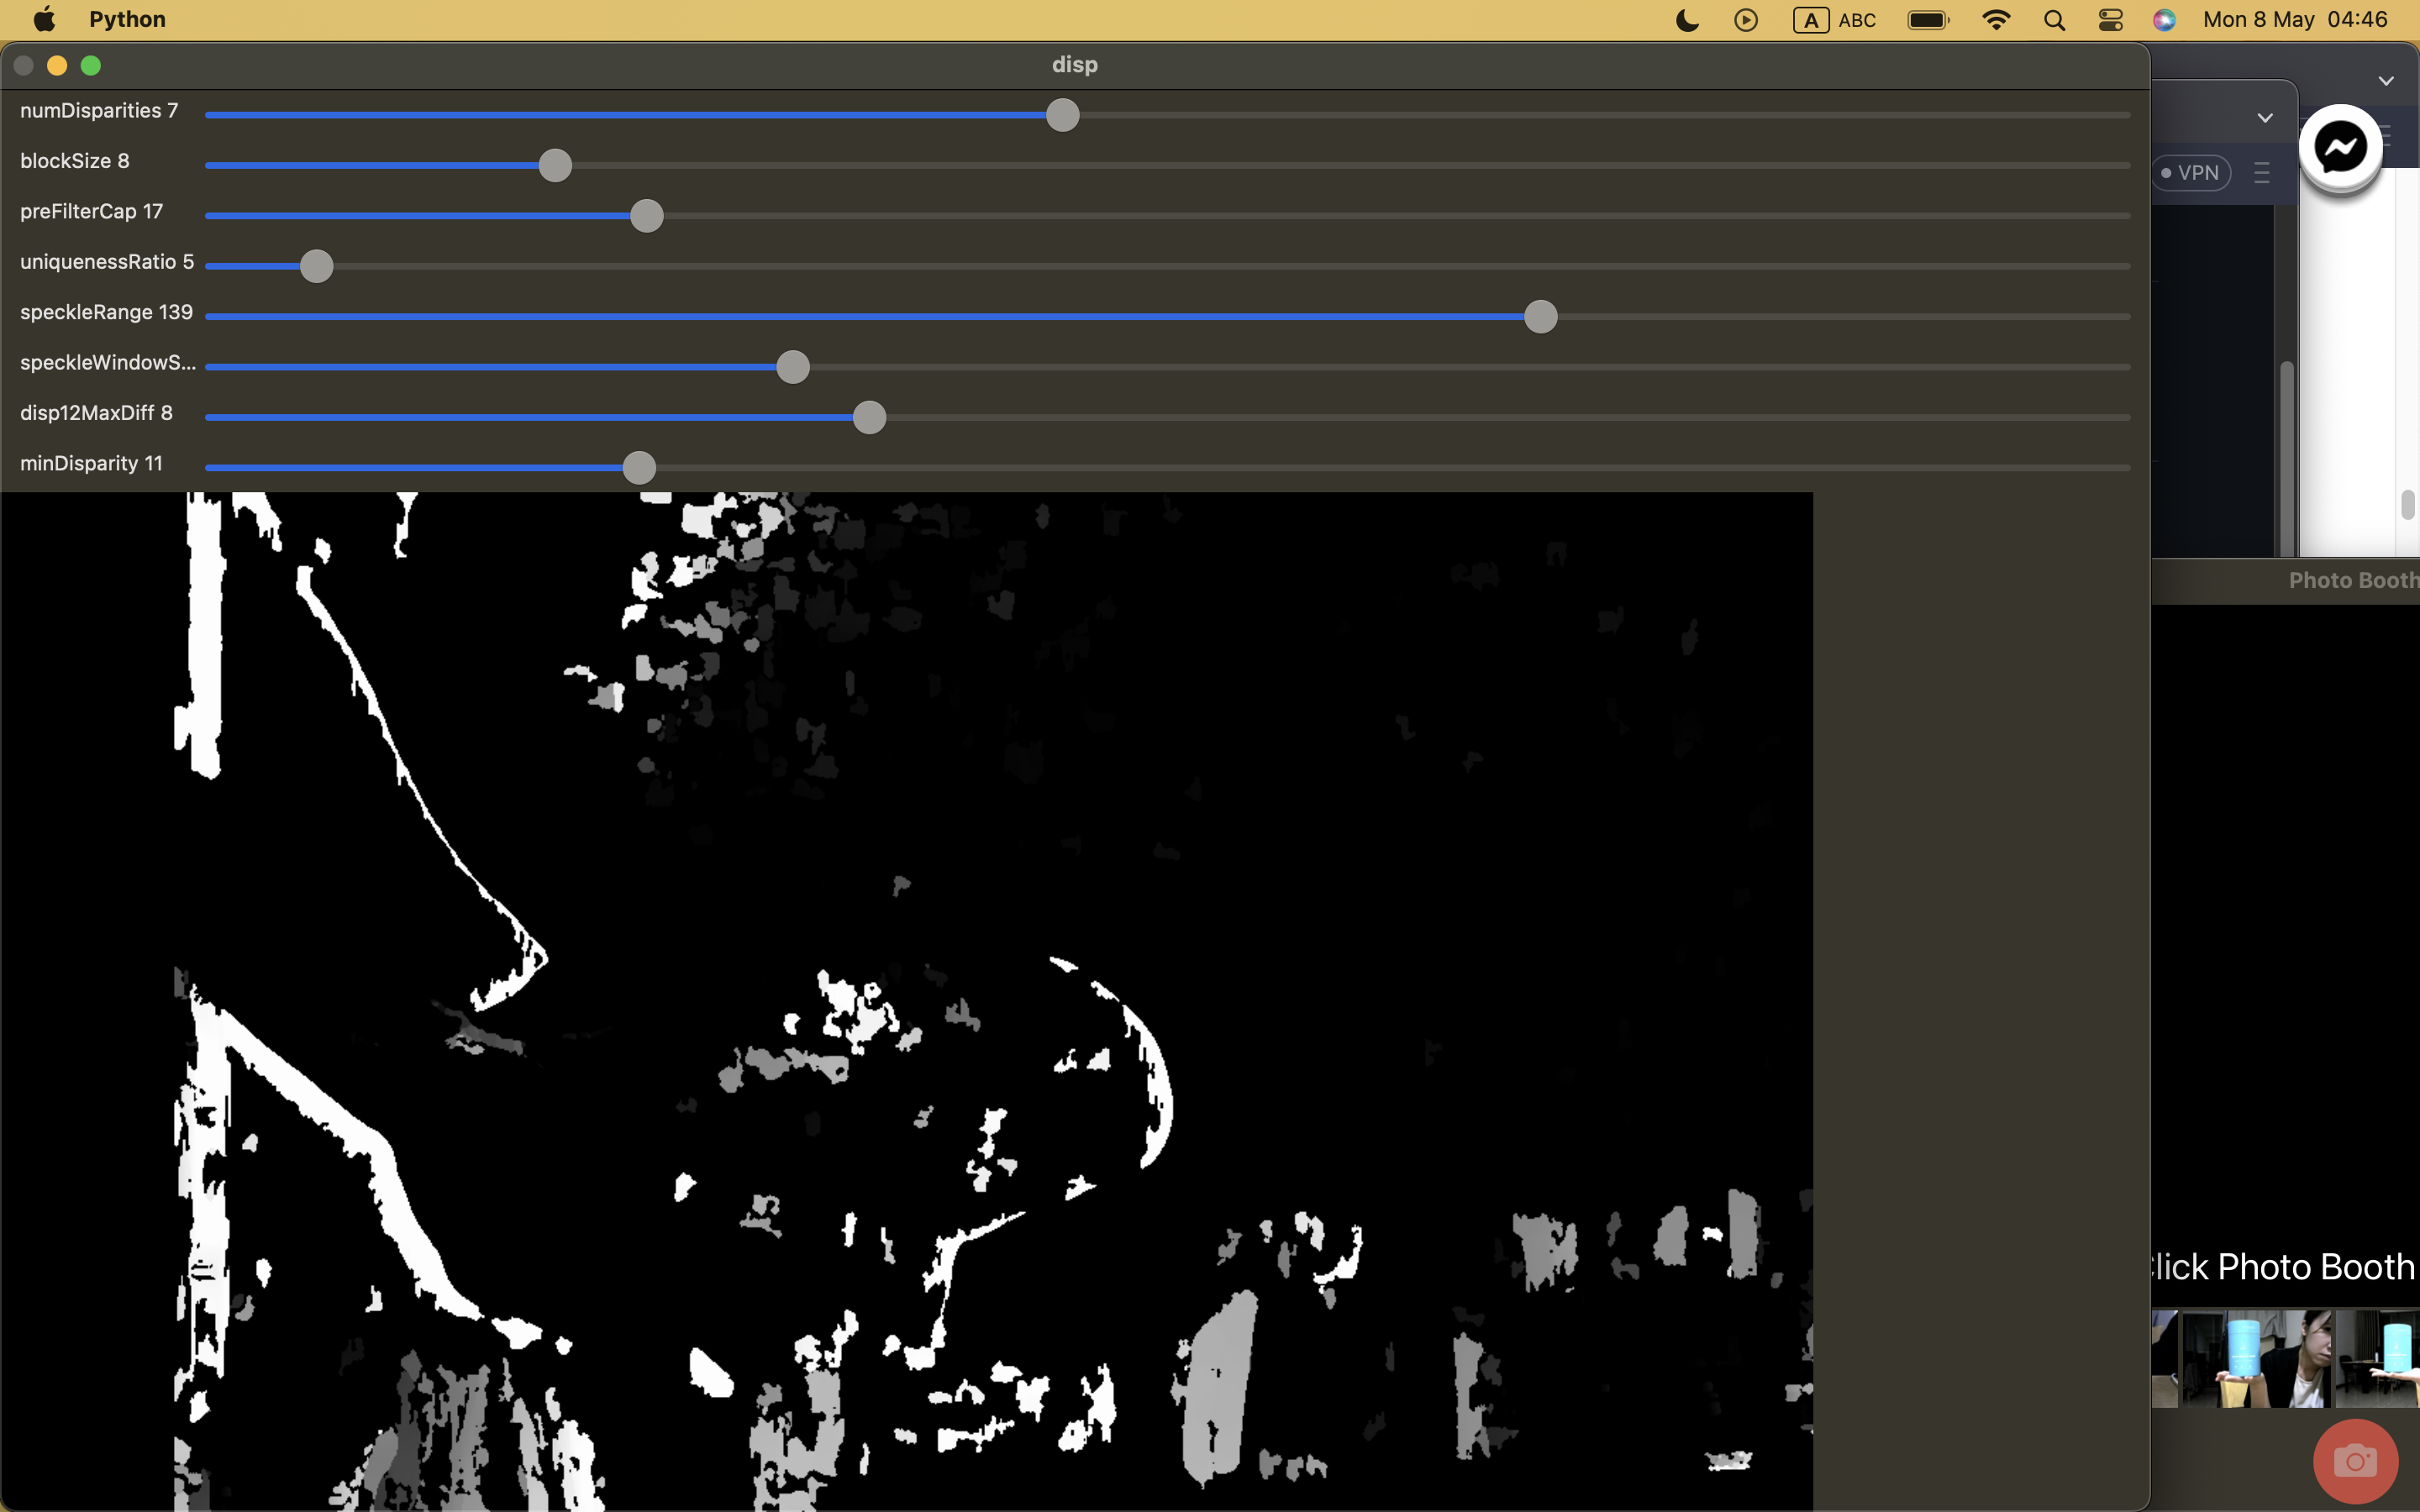 Python
A ABC
Mon 8 May 04:46
disp
numDisparities 7
blockSize 8
preFilterCap 17
uniquenessRatio 5
speckleRange 139
speckleWindowS...
disp12MaxDiff 8
minDisparity 11
VPN
Photo Booth
lick Photo Booth